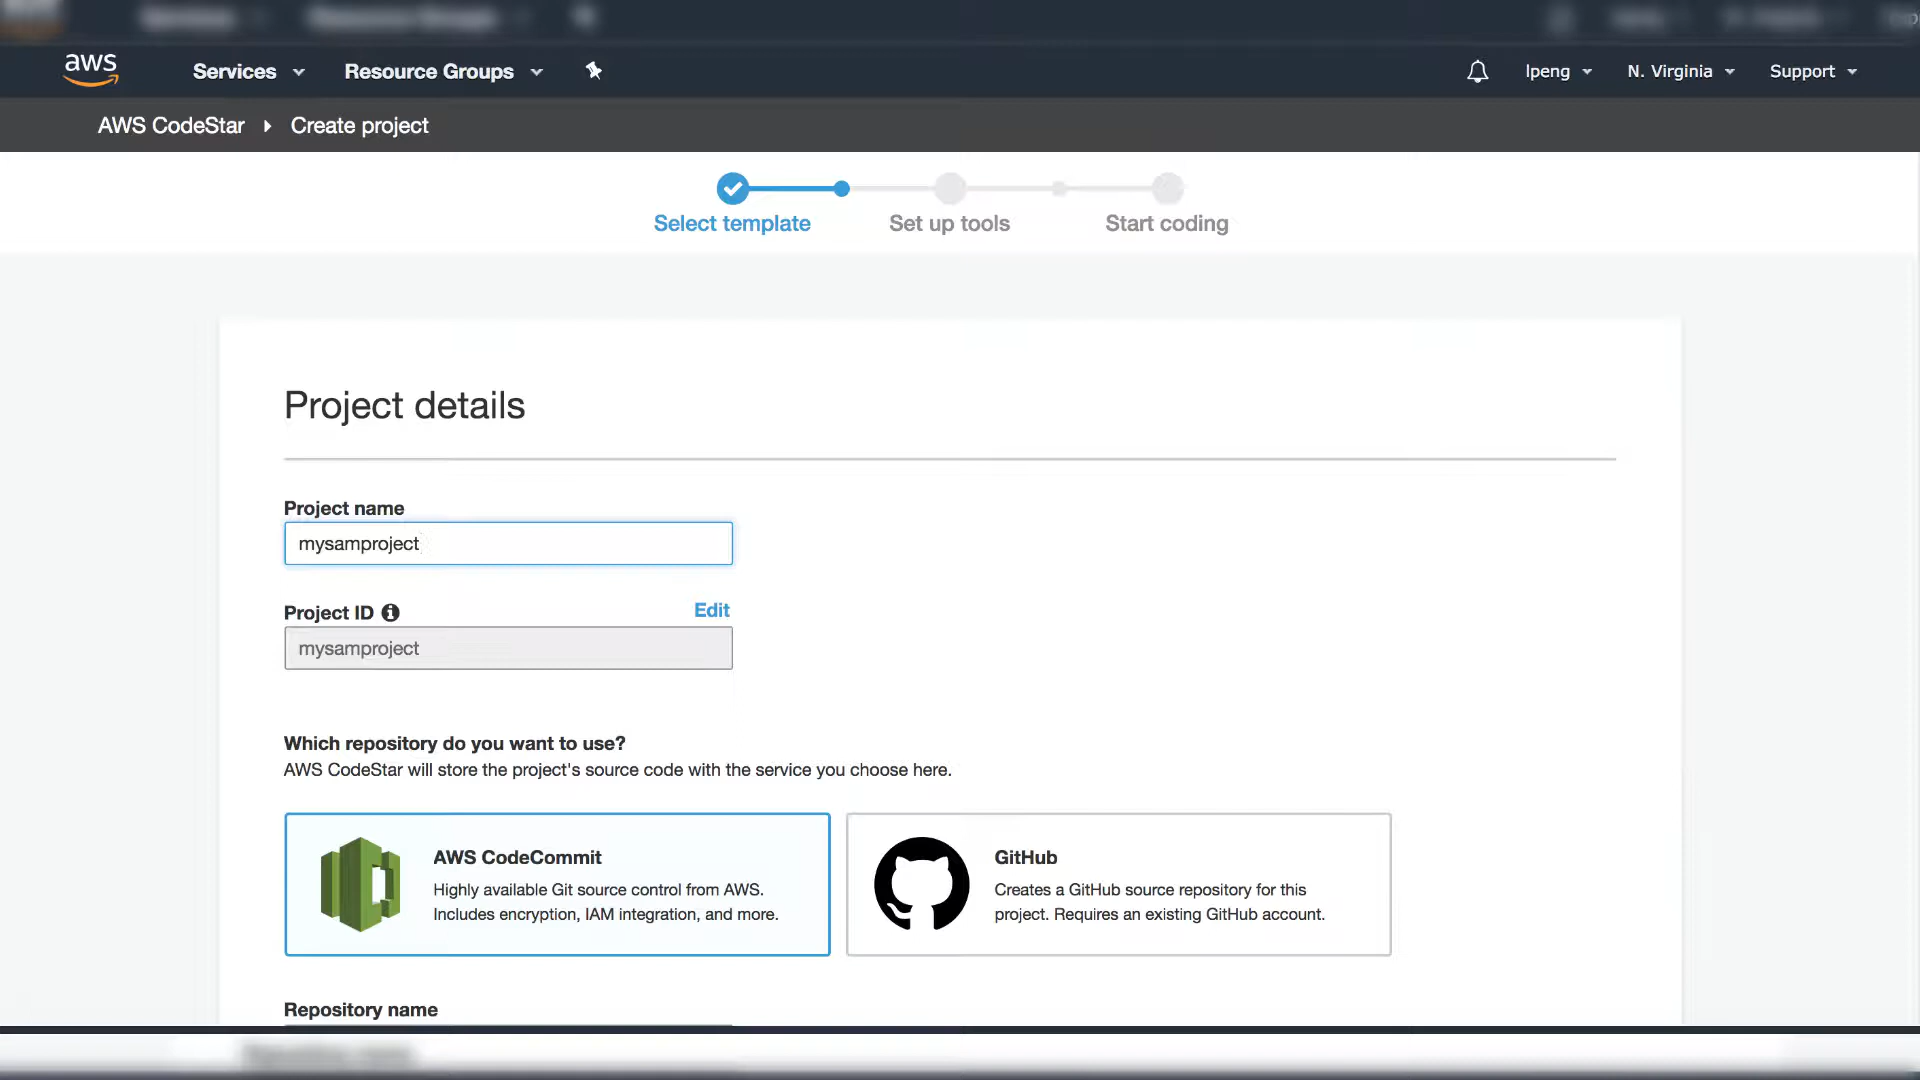 aws
Services
Resource Groups
lpeng
N. Virginia
Support
AWS CodeStar
Create project
Select template
Set up tools
Start coding
Project details
Project name
mysamproject
Project ID
Edit
mysamproject
Which repository do you want to use?
AWS CodeStar will store the project's source code with the service you choose here.
AWS CodeCommit
Highly available Git source control from AWS.
Includes encryption, IAM integration, and more.
GitHub
Creates a GitHub source repository for this
project. Requires an existing GitHub account.
Repository name